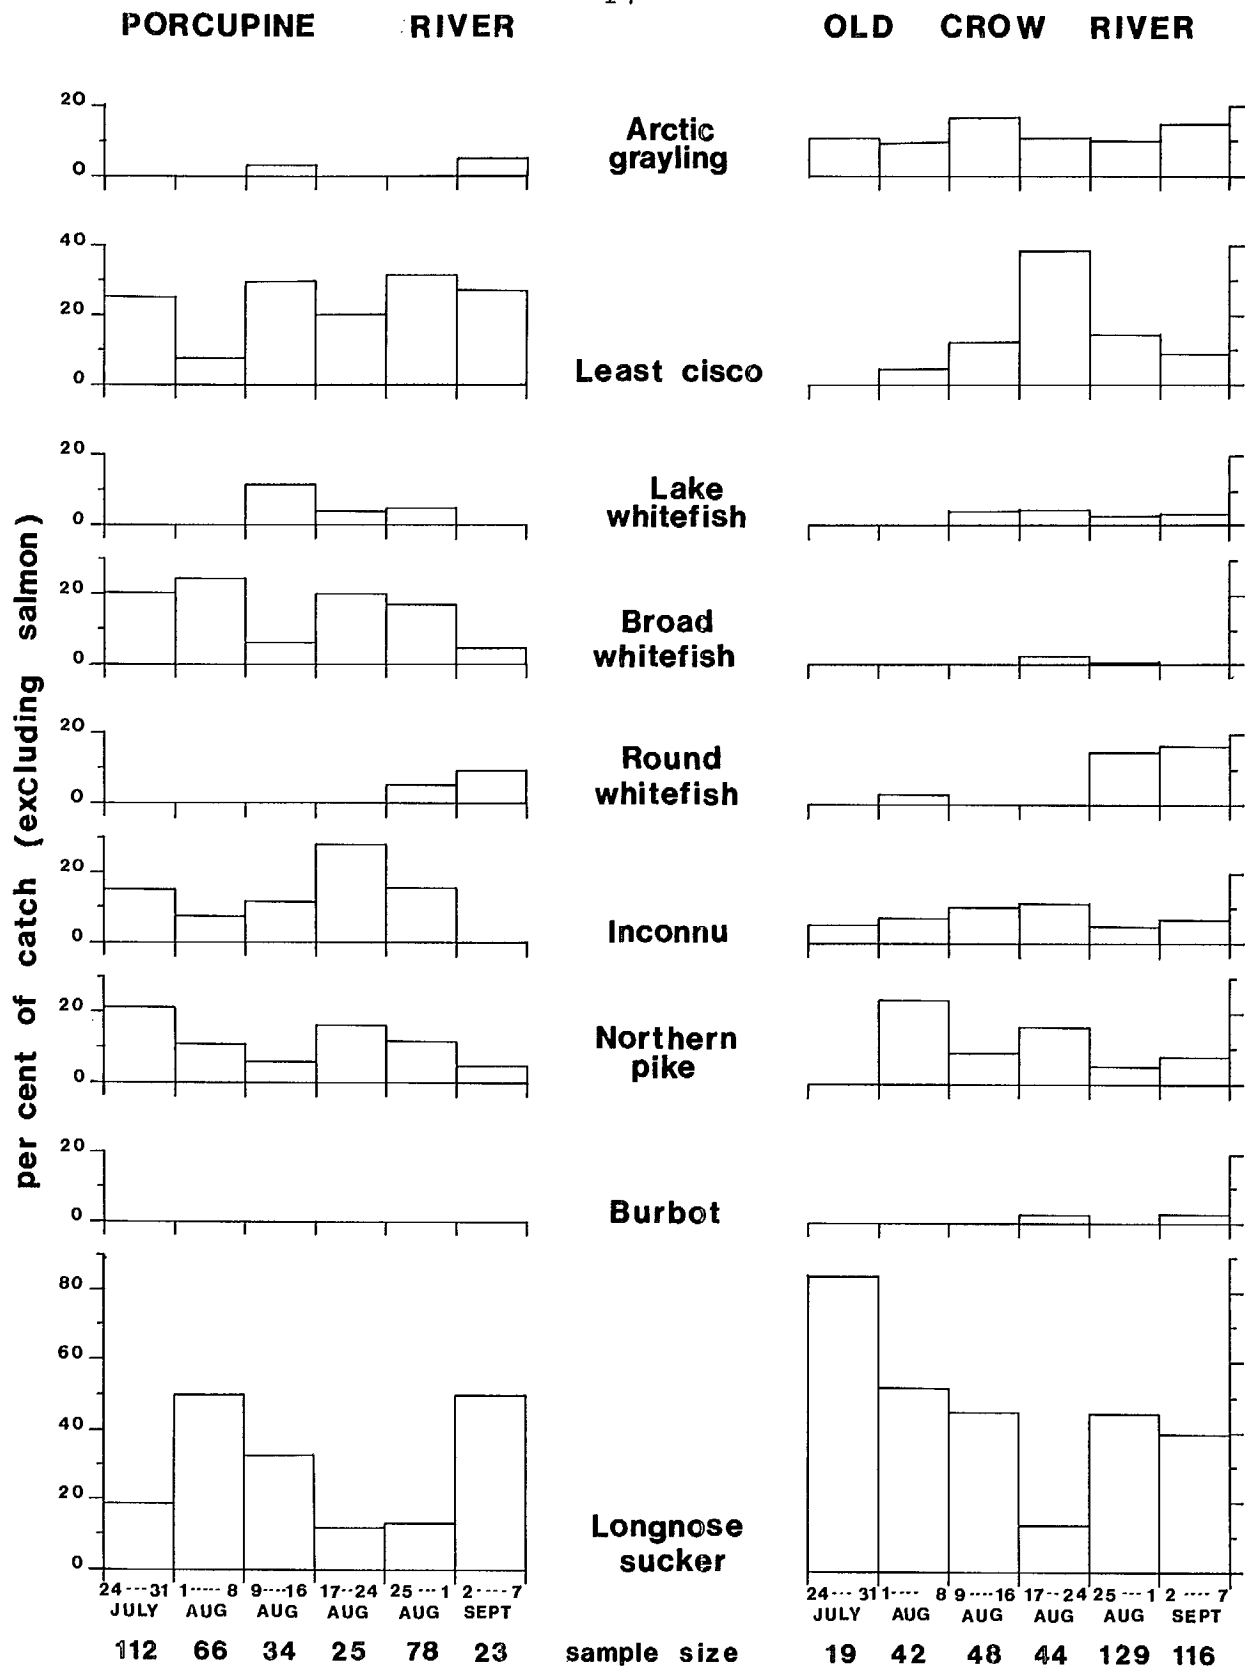 PORCUPINE RIVER OLD CROW RIVER
per cent of catch (excluding salmon)
20
0
Arctic
grayling
40
20
0
Least cisco
20
0
Lake
whitefish
20
0
Broad
whitefish
20
0
Round
whitefish
20
0
Inconnu
20
0
Northern
pike
20
0
Burbot
80
60
40
20
0
Longnose
sucker
24---31 1-----8 9----16 17--24 25---1 2----7 24---31 1----8 9----16 17--24 25---1 2----7
JULY AUG AUG AUG AUG SEPT JULY AUG AUG AUG AUG SEPT
112 66 34 25 78 23 sample size 19 42 48 44 129 116